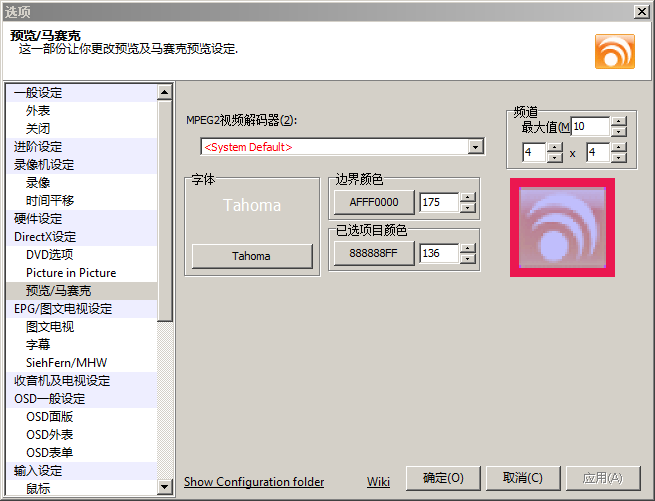 选项
预览/马赛克
这一部份让你更改预览及马赛克预览设定.
一般设定
外表
关闭
进阶设定
录像机设定
录像
时间平移
硬件设定
DirectX设定
DVD选项
Picture in Picture
预览/马赛克
EPG/图文电视设定
图文电视
字幕
SiehFern/MHW
收音机及电视设定
OSD一般设定
OSD面版
OSD外表
OSD表单
输入设定
鼠标
MPEG2视频解码器(2):
<System Default>
频道
最大值(M 10
4 x 4
字体
Tahoma
Tahoma
边界颜色
AFFF0000 175
已选项目颜色
888888FF 136
Show Configuration folder
Wiki
确定(O)
取消(C)
应用(A)